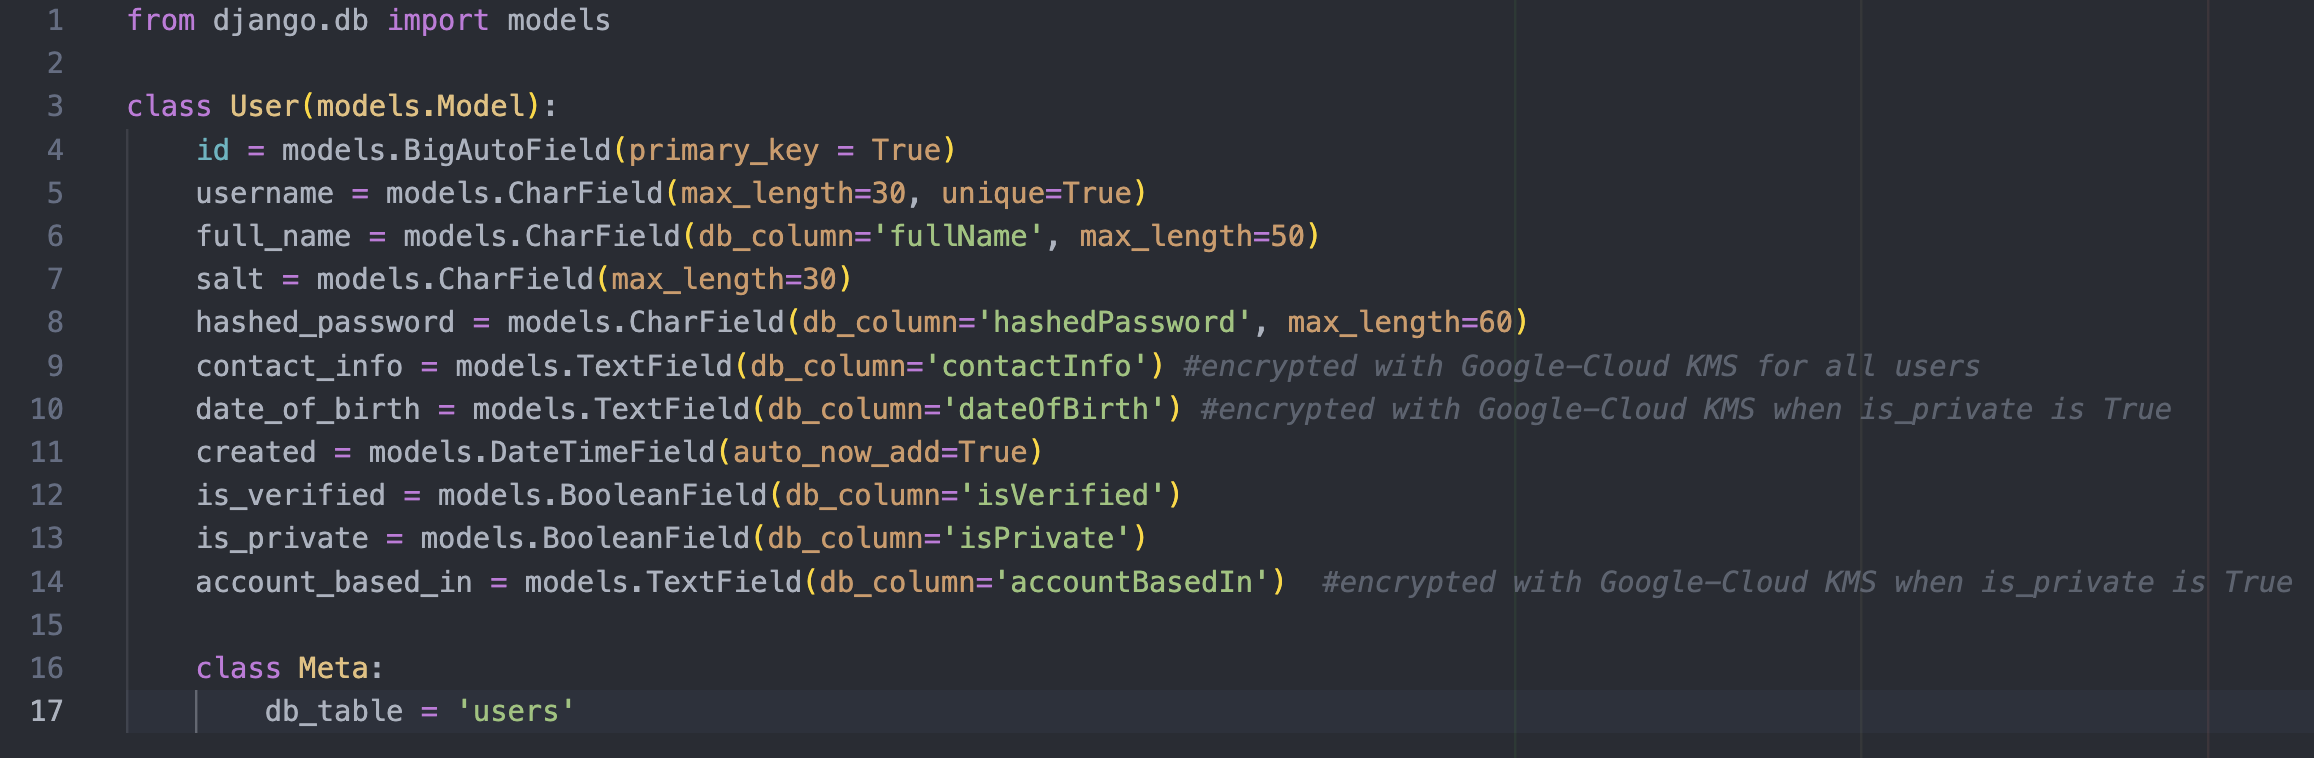 1 from django.db import models
2
3 class User(models.Model):
4     id = models.BigAutoField(primary_key = True)
5     username = models.CharField(max_length=30, unique=True)
6     full_name = models.CharField(db_column='fullName', max_length=50)
7     salt = models.CharField(max_length=30)
8     hashed_password = models.CharField(db_column='hashedPassword', max_length=60)
9     contact_info = models.TextField(db_column='contactInfo') #encrypted with Google-Cloud KMS for all users
10     date_of_birth = models.TextField(db_column='dateOfBirth') #encrypted with Google-Cloud KMS when is_private is True
11     created = models.DateTimeField(auto_now_add=True)
12     is_verified = models.BooleanField(db_column='isVerified')
13     is_private = models.BooleanField(db_column='isPrivate')
14     account_based_in = models.TextField(db_column='accountBasedIn')  #encrypted with Google-Cloud KMS when is_private is True
15
16     class Meta:
17         db_table = 'users'